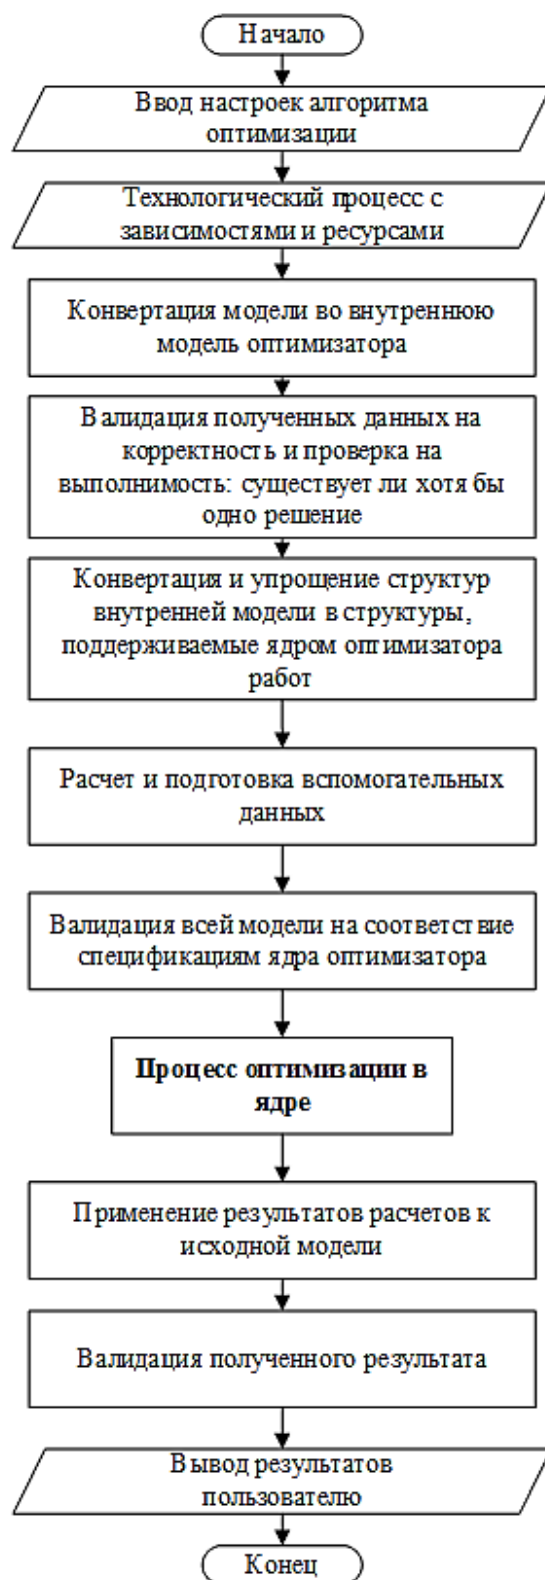 Начало
Ввод настроек алгоритма
оптимизации
Технологический процесс с
зависимостями и ресурсами
Конвертация модели во внутреннюю
модель оптимизатора
Валидация полученных данных на
корректность и проверка на
выполнимость: существует ли хотя бы
одно решение
Конвертация и упрощение структур
внутренней модели в структуры,
поддерживаемые ядром оптимизатора
работ
Расчет и подготовка вспомогательных
данных
Валидация всей модели на соответствие
спецификациям ядра оптимизатора
Процесс оптимизации в
ядре
Применение результатов расчетов к
исходной модели
Валидация полученного результата
Вывод результатов
пользователю
Конец